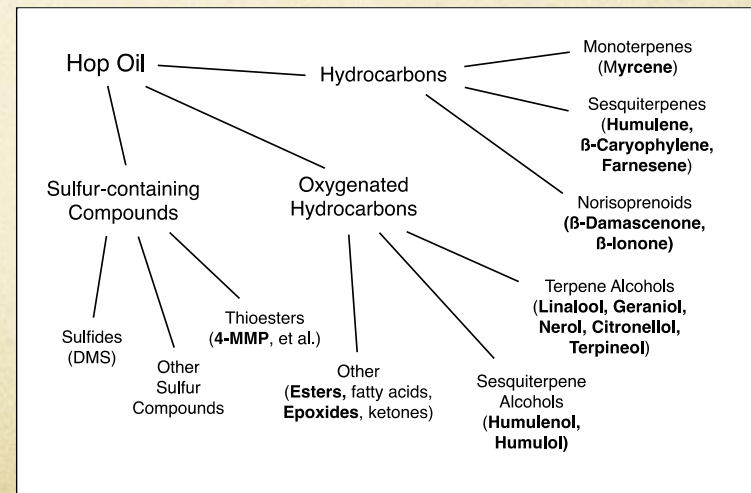 Hop Oil
Hydrocarbons
Monoterpenes
(Myrcene)
Sesquiterpenes
(Humulene,
ß-Caryophylene,
Farnesene)
Norisoprenoids
(ß-Damascenone,
ß-Ionone)
Sulfur-containing
Compounds
Oxygenated
Hydrocarbons
Sulfides
(DMS)
Other
Sulfur
Compounds
Thioesters
(4-MMP, et al.)
Other
(Esters, fatty acids,
Epoxides, ketones)
Sesquiterpene
Alcohols
(Humulenol,
Humulol)
Terpene Alcohols
(Linalool, Geraniol,
Nerol, Citronellol,
Terpineol)